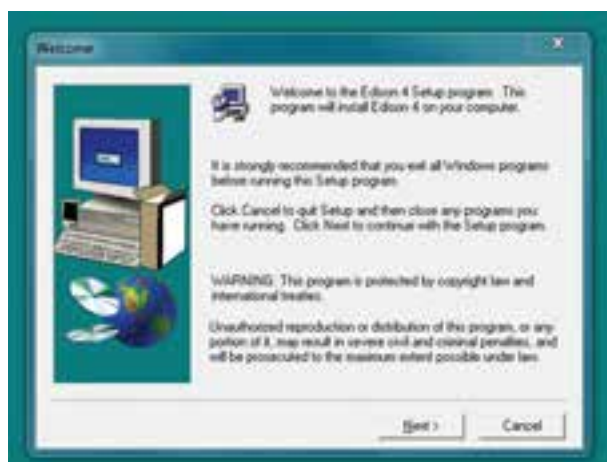 Welcome
Welcome to the Edison 4 Setup program. This
program will install Edison 4 on your computer.
It is strongly recommended that you exit all Windows programs
before running this Setup program.
Click Cancel to quit Setup and then close any programs you
have running. Click Next to continue with the Setup program.
WARNING: This program is protected by copyright law and
international treaties.
Unauthorized reproduction or distribution of this program, or any
portion of it, may result in severe civil and criminal penalties, and
will be prosecuted to the maximum extent possible under law.
Next >
Cancel